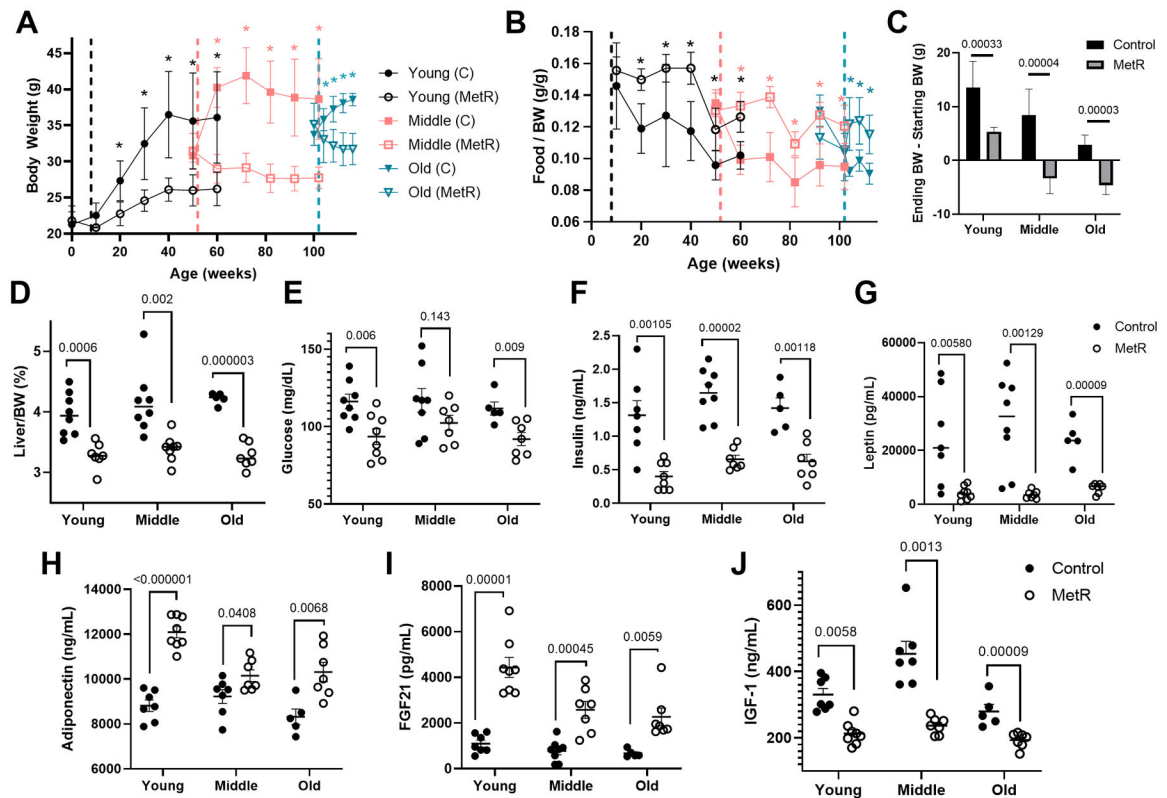 A
Body Weight (g)
45
40
35
30
25
20
0
20
40
60
80
100
Age (weeks)
*
*
*
*
*
*
*
*
*
*
*
*
*
*
Young (C)
Young (MetR)
Middle (C)
Middle (MetR)
Old (C)
Old (MetR)
B
Food / BW (g/g)
0.18
0.16
0.14
0.12
0.10
0.08
0.06
0
20
40
60
80
100
Age (weeks)
*
*
*
*
*
*
*
*
*
*
*
*
*
C
Ending BW - Starting BW (g)
20
10
0
-10
0.00033
0.00004
0.00003
Young
Middle
Old
Control
MetR
D
Liver/BW (%)
5
4
3
0.0006
0.002
0.000003
Young
Middle
Old
E
Glucose (mg/dL)
150
100
50
0.006
0.143
0.009
Young
Middle
Old
F
Insulin (ng/mL)
2.5
2.0
1.5
1.0
0.5
0.0
0.00105
0.00002
0.00118
Young
Middle
Old
G
Leptin (pg/mL)
60000
40000
20000
0
0.00580
0.00129
0.00009
Young
Middle
Old
Control
MetR
H
Adiponectin (ng/mL)
14000
12000
10000
8000
6000
<0.000001
0.0408
0.0068
Young
Middle
Old
I
FGF21 (pg/mL)
8000
6000
4000
2000
0
0.00001
0.00045
0.0059
Young
Middle
Old
J
IGF-1 (ng/mL)
600
400
200
0.0058
0.0013
0.00009
Young
Middle
Old
Control
MetR